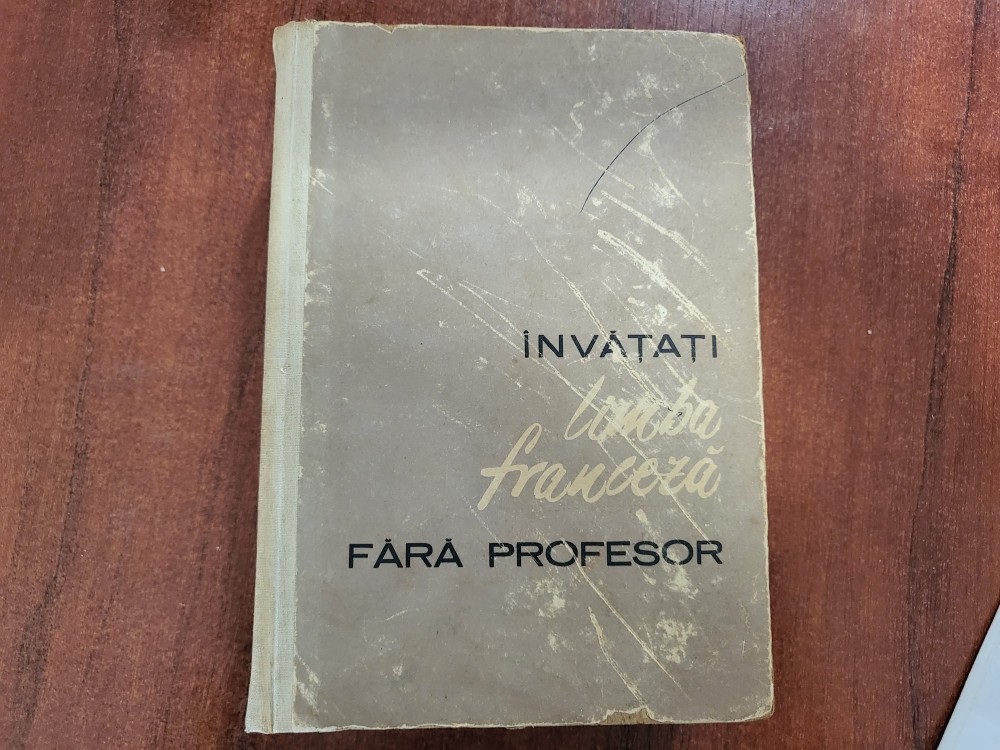 ÎNVĂȚAȚI
limba
franceză
FĂRĂ PROFESOR